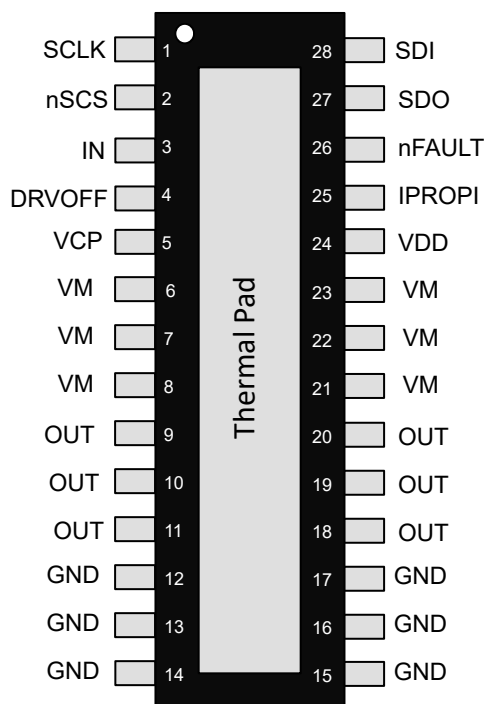 SCLK 1 28 SDI
nSCS 2 27 SDO
IN 3 26 nFAULT
DRVOFF 4 25 IPROPI
VCP 5 24 VDD
VM 6 23 VM
VM 7 22 VM
VM 8 21 VM
OUT 9 20 OUT
OUT 10 19 OUT
OUT 11 18 OUT
GND 12 17 GND
GND 13 16 GND
GND 14 15 GND
Thermal Pad